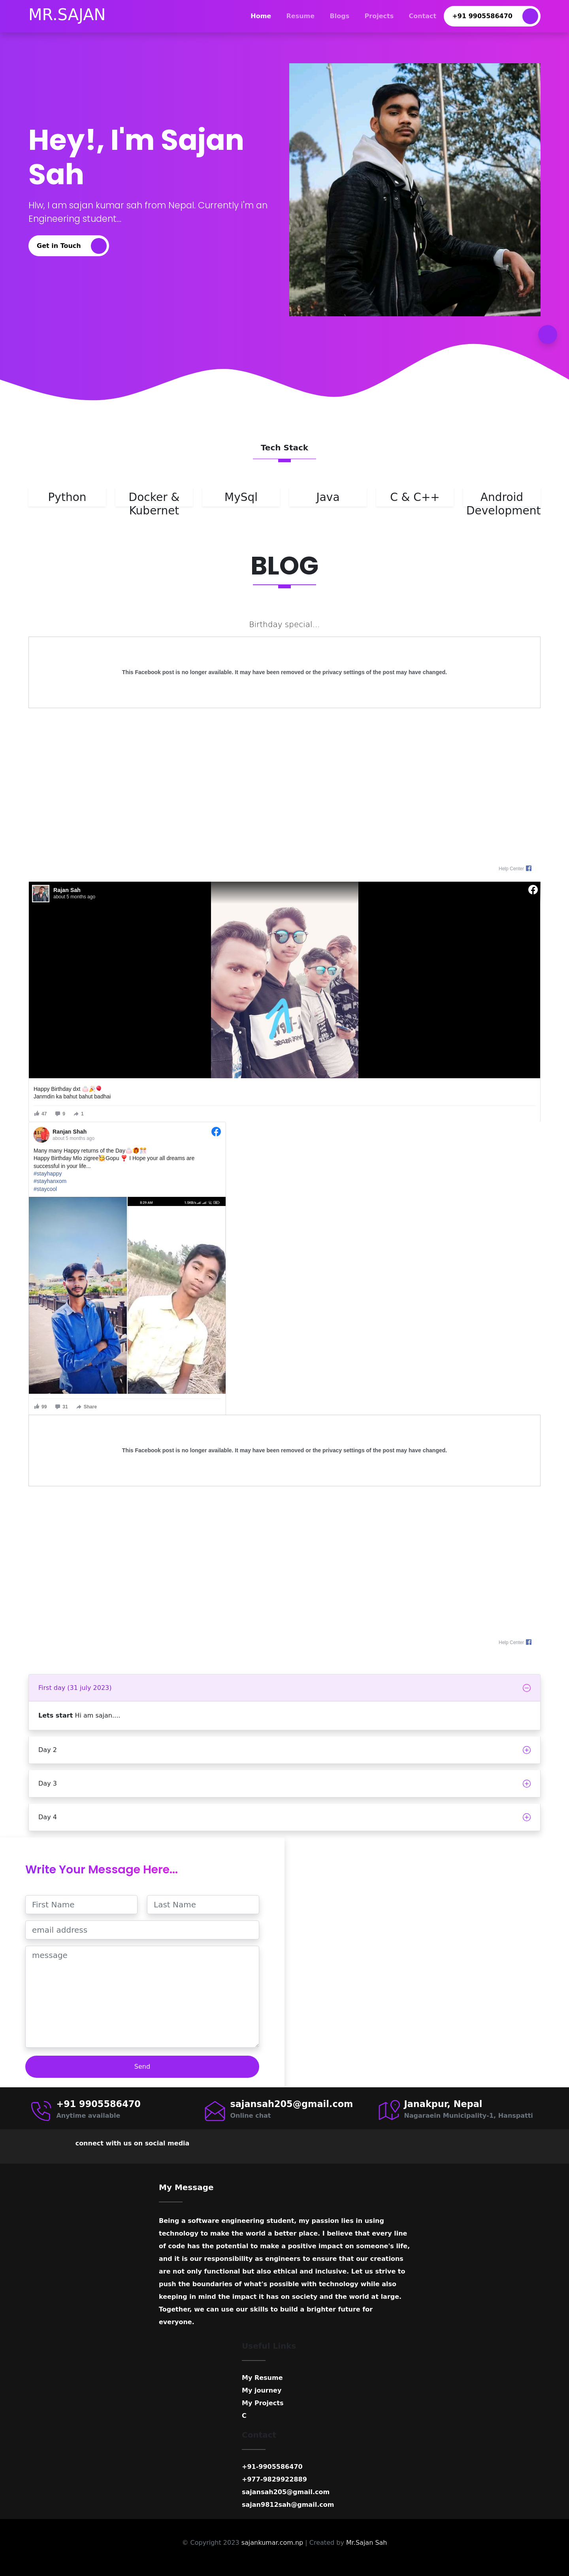 MR.SAJAN
Home
Resume
Blogs
Projects
Contact
+91 9905586470
Hey!, I'm Sajan
Sah
HIw, I am sajan kumar sah from Nepal. Currently i'm an
Engineering student...
Get in Touch
Tech Stack
Python
Docker &
Kubernet
MySql
Java
C & C++
Android
Development
BLOG
Birthday special...
This Facebook post is no longer available. It may have been removed or the privacy settings of the post may have changed.
Help Center
Rajan Sah
about 5 months ago
Happy Birthday dxt 🎂🎉🎈
Janmdin ka bahut bahut badhai
47
9
1
Ranjan Shah
about 5 months ago
Many many Happy returns of the Day
Happy Birthday Mlo zigree Gopu ❣️ I Hope your all dreams are
successful in your life...
#stayhappy
#stayhanxom
#staycool
8:29 AM
99
31
Share
This Facebook post is no longer available. It may have been removed or the privacy settings of the post may have changed.
Help Center
First day (31 july 2023)
Lets start Hi am sajan....
Day 2
Day 3
Day 4
Write Your Message Here...
First Name
Last Name
email address
message
Send
+91 9905586470
Anytime available
sajansah205@gmail.com
Online chat
Janakpur, Nepal
Nagaraein Municipality-1, Hanspatti
connect with us on social media
My Message
Being a software engineering student, my passion lies in using
technology to make the world a better place. I believe that every line
of code has the potential to make a positive impact on someone's life,
and it is our responsibility as engineers to ensure that our creations
are not only functional but also ethical and inclusive. Let us strive to
push the boundaries of what's possible with technology while also
keeping in mind the impact it has on society and the world at large.
Together, we can use our skills to build a brighter future for
everyone.
Useful Links
My Resume
My journey
My Projects
C
Contact
+91-9905586470
+977-9829922889
sajansah205@gmail.com
sajan9812sah@gmail.com
© Copyright 2023 sajankumar.com.np | Created by Mr.Sajan Sah